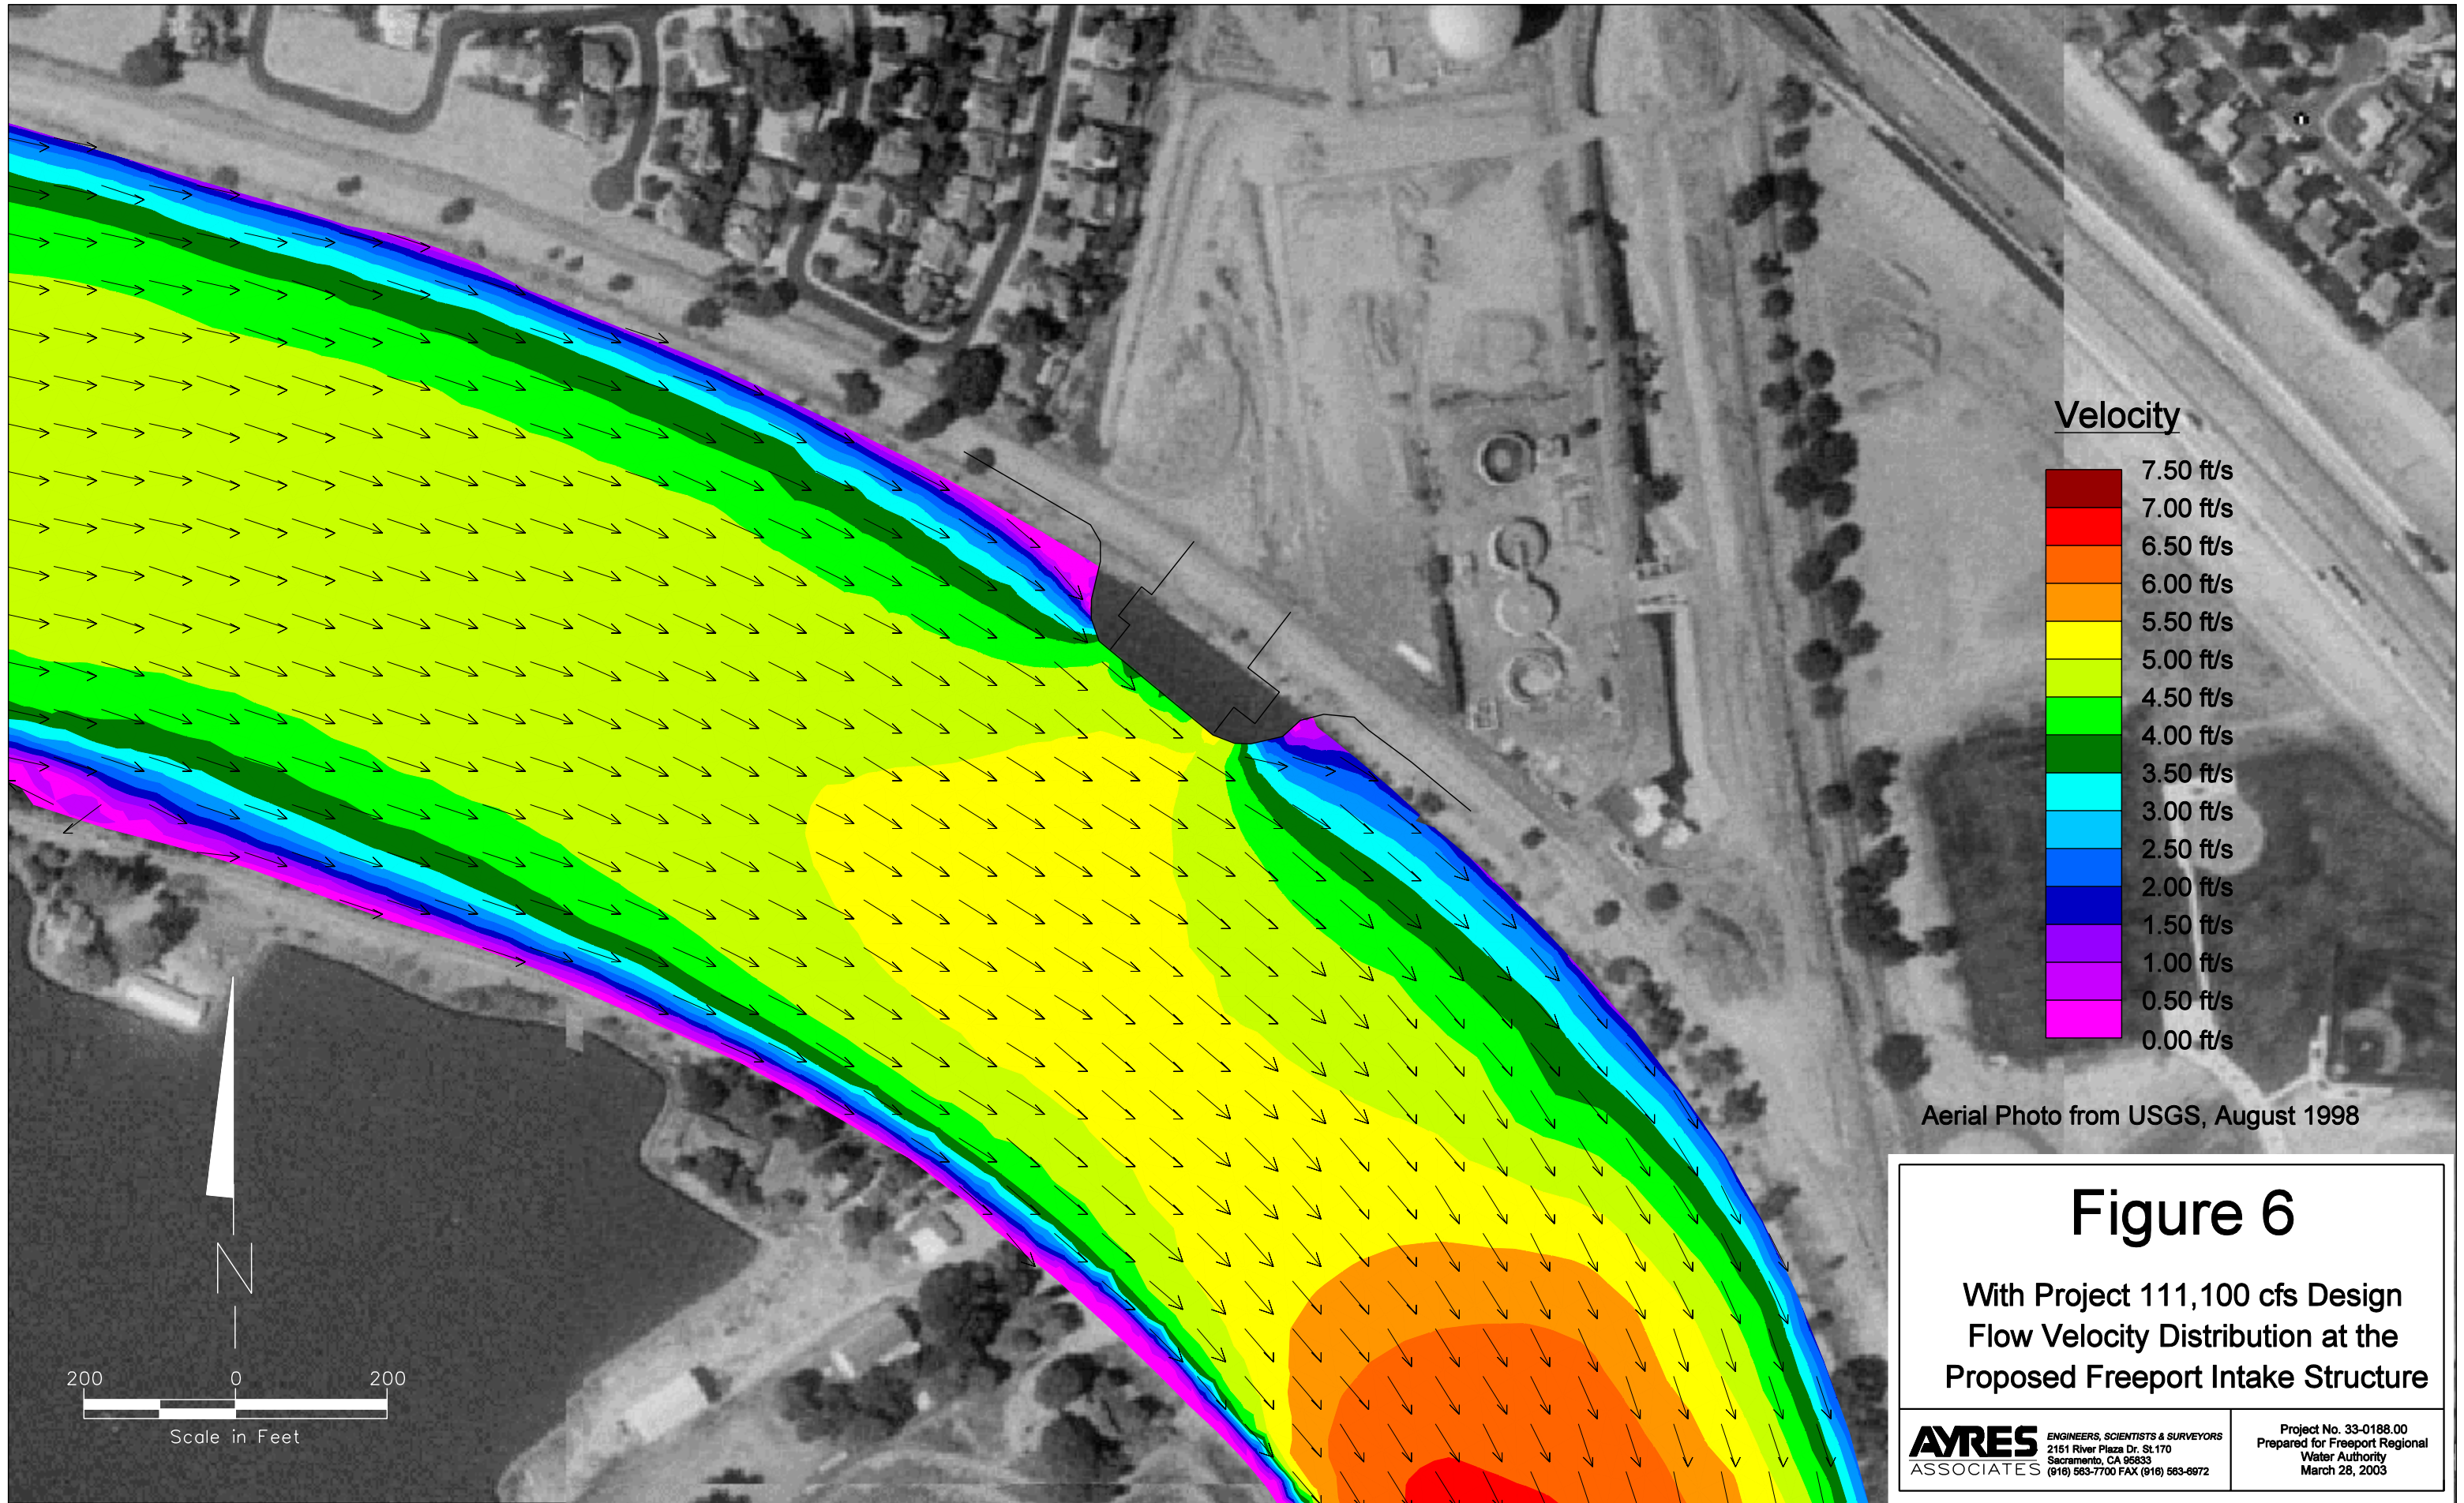 Velocity
7.50 ft/s
7.00 ft/s
6.50 ft/s
6.00 ft/s
5.50 ft/s
5.00 ft/s
4.50 ft/s
4.00 ft/s
3.50 ft/s
3.00 ft/s
2.50 ft/s
2.00 ft/s
1.50 ft/s
1.00 ft/s
0.50 ft/s
0.00 ft/s
Aerial Photo from USGS, August 1998
N
200 0 200
Scale in Feet
Figure 6
With Project 111,100 cfs Design
Flow Velocity Distribution at the
Proposed Freeport Intake Structure
AYRES
ASSOCIATES
ENGINEERS, SCIENTISTS & SURVEYORS
2151 River Plaza Dr. St.170
Sacramento, CA 95833
(916) 563-7700 FAX (916) 563-6972
Project No. 33-0188.00
Prepared for Freeport Regional
Water Authority
March 28, 2003